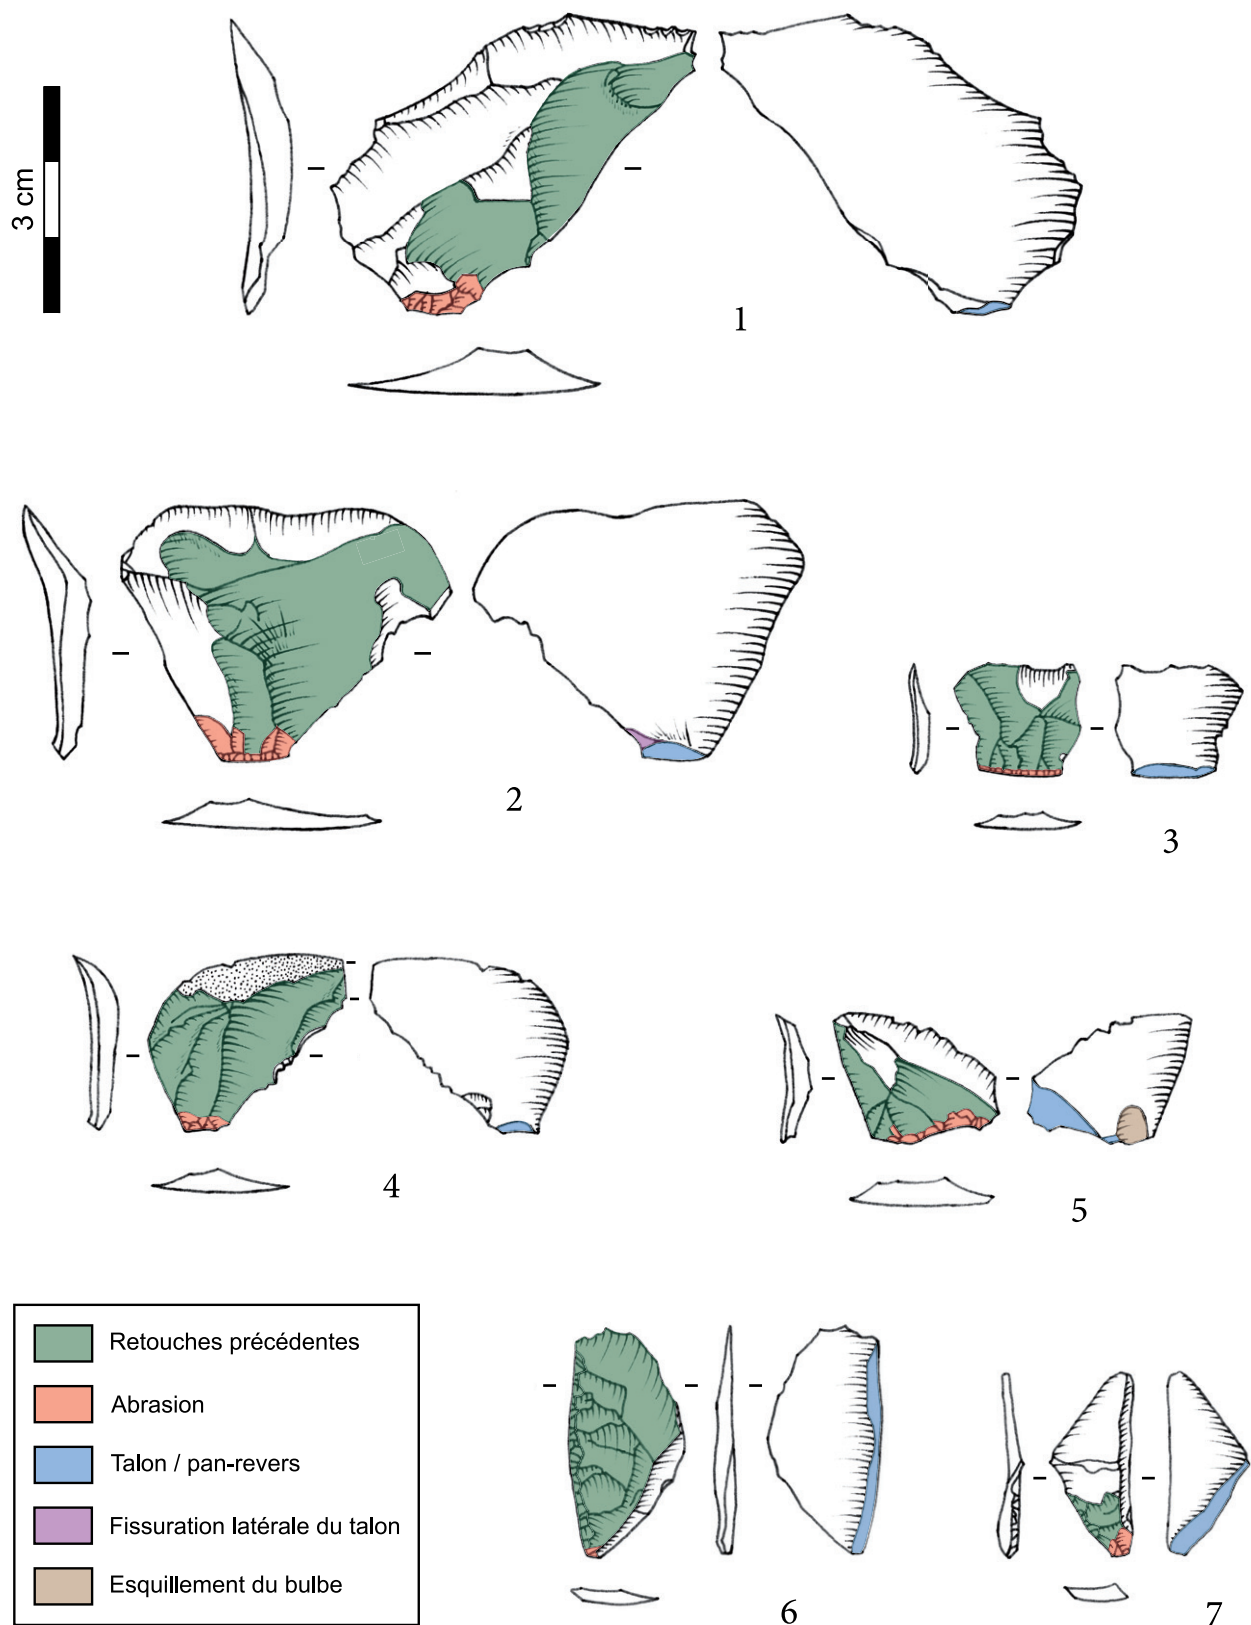 3 cm
1
2
3
4
5
Retouches précédentes
Abrasion
Talon / pan-revers
Fissuration latérale du talon
Esquillement du bulbe
6
7